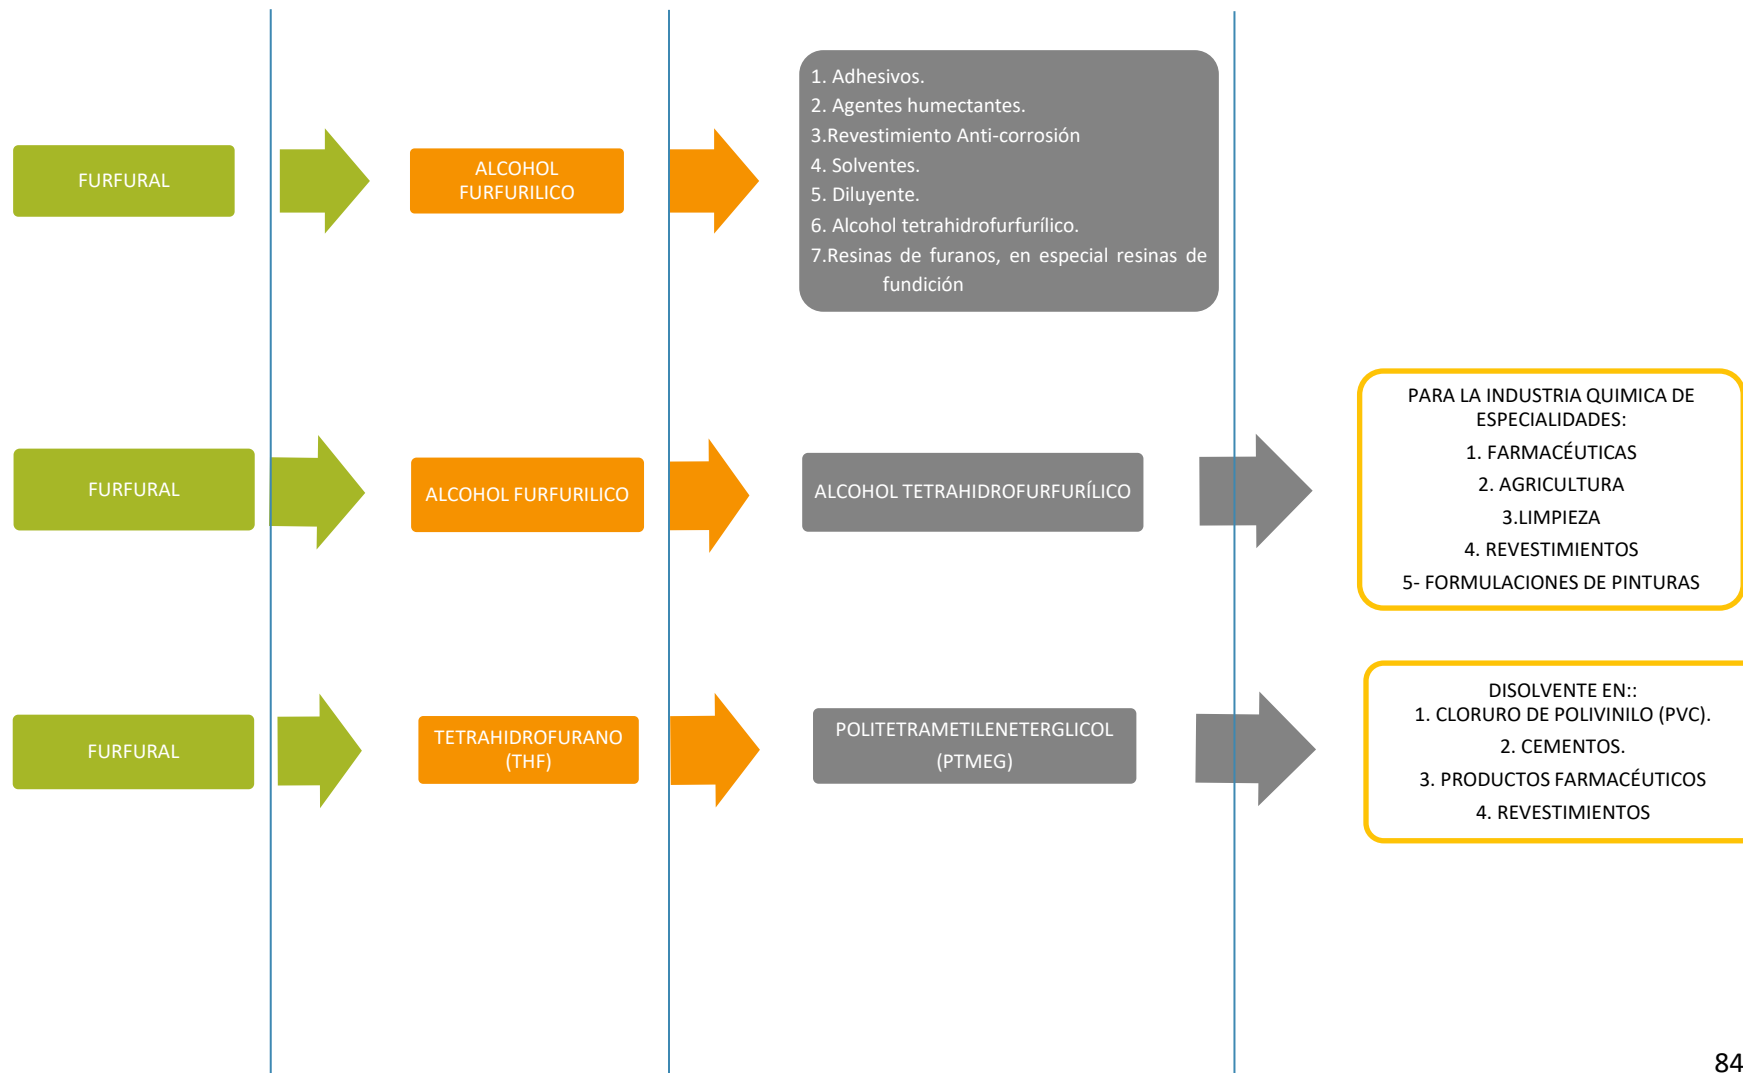 FURFURAL
ALCOHOL
FURFURILICO
1. Adhesivos.
2. Agentes humectantes.
3.Revestimiento Anti-corrosión
4. Solventes.
5. Diluyente.
6. Alcohol tetrahidrofurfurílico.
7.Resinas de furanos, en especial resinas de
fundición
FURFURAL
ALCOHOL FURFURILICO
ALCOHOL TETRAHIDROFURFURÍLICO
PARA LA INDUSTRIA QUIMICA DE
ESPECIALIDADES:
1. FARMACÉUTICAS
2. AGRICULTURA
3.LIMPIEZA
4. REVESTIMIENTOS
5- FORMULACIONES DE PINTURAS
FURFURAL
TETRAHIDROFURANO
(THF)
POLITETRAMETILENETERGLICOL
(PTMEG)
DISOLVENTE EN::
1. CLORURO DE POLIVINILO (PVC).
2. CEMENTOS.
3. PRODUCTOS FARMACÉUTICOS
4. REVESTIMIENTOS
84